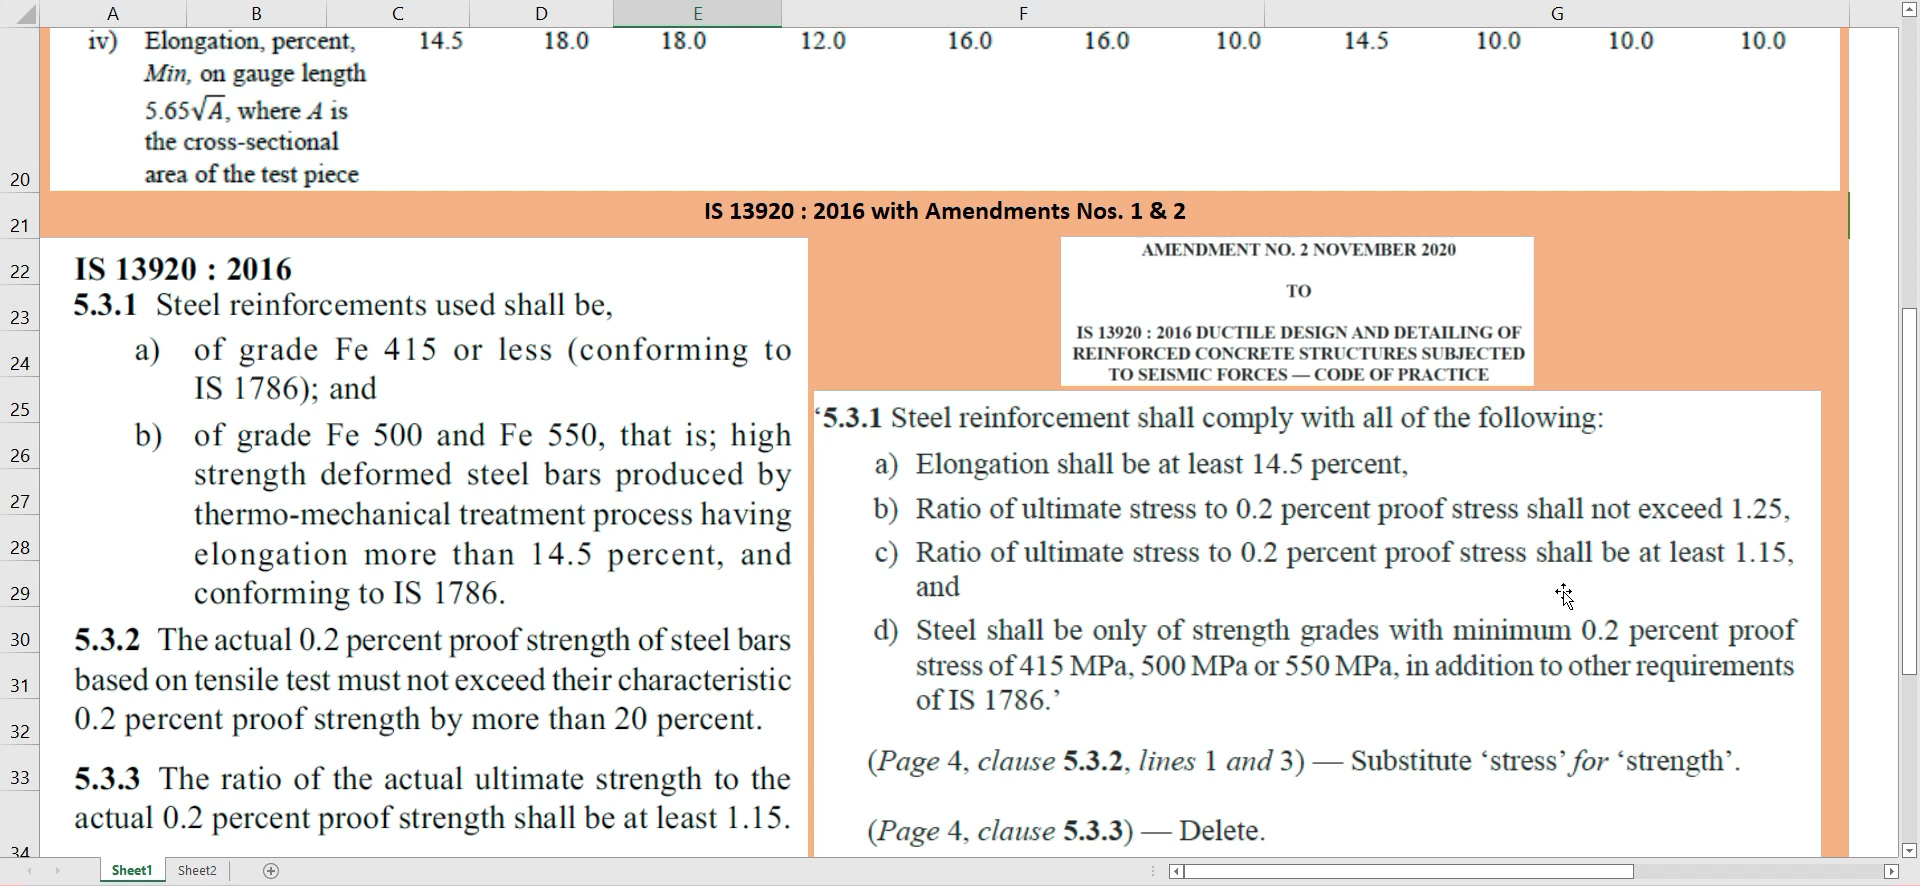 A B C D E F G
iv) Elongation, percent, 14.5 18.0 18.0 12.0 16.0 16.0 10.0 14.5 10.0 10.0 10.0
Min, on gauge length
5.65√A, where A is
the cross-sectional
20 area of the test piece
21 IS 13920 : 2016 with Amendments Nos. 1 & 2
22
23
24
25
26
27
28
29
30
31
32
33
34
IS 13920 : 2016
5.3.1 Steel reinforcements used shall be,
a) of grade Fe 415 or less (conforming to
IS 1786); and
b) of grade Fe 500 and Fe 550, that is; high
strength deformed steel bars produced by
thermo-mechanical treatment process having
elongation more than 14.5 percent, and
conforming to IS 1786.
5.3.2 The actual 0.2 percent proof strength of steel bars
based on tensile test must not exceed their characteristic
0.2 percent proof strength by more than 20 percent.
5.3.3 The ratio of the actual ultimate strength to the
actual 0.2 percent proof strength shall be at least 1.15.
AMENDMENT NO. 2 NOVEMBER 2020
TO
IS 13920 : 2016 DUCTILE DESIGN AND DETAILING OF
REINFORCED CONCRETE STRUCTURES SUBJECTED
TO SEISMIC FORCES — CODE OF PRACTICE
‘5.3.1 Steel reinforcement shall comply with all of the following:
a) Elongation shall be at least 14.5 percent,
b) Ratio of ultimate stress to 0.2 percent proof stress shall not exceed 1.25,
c) Ratio of ultimate stress to 0.2 percent proof stress shall be at least 1.15,
and
d) Steel shall be only of strength grades with minimum 0.2 percent proof
stress of 415 MPa, 500 MPa or 550 MPa, in addition to other requirements
of IS 1786.’
(Page 4, clause 5.3.2, lines 1 and 3) — Substitute ‘stress’ for ‘strength’.
(Page 4, clause 5.3.3) — Delete.
Sheet1 Sheet2